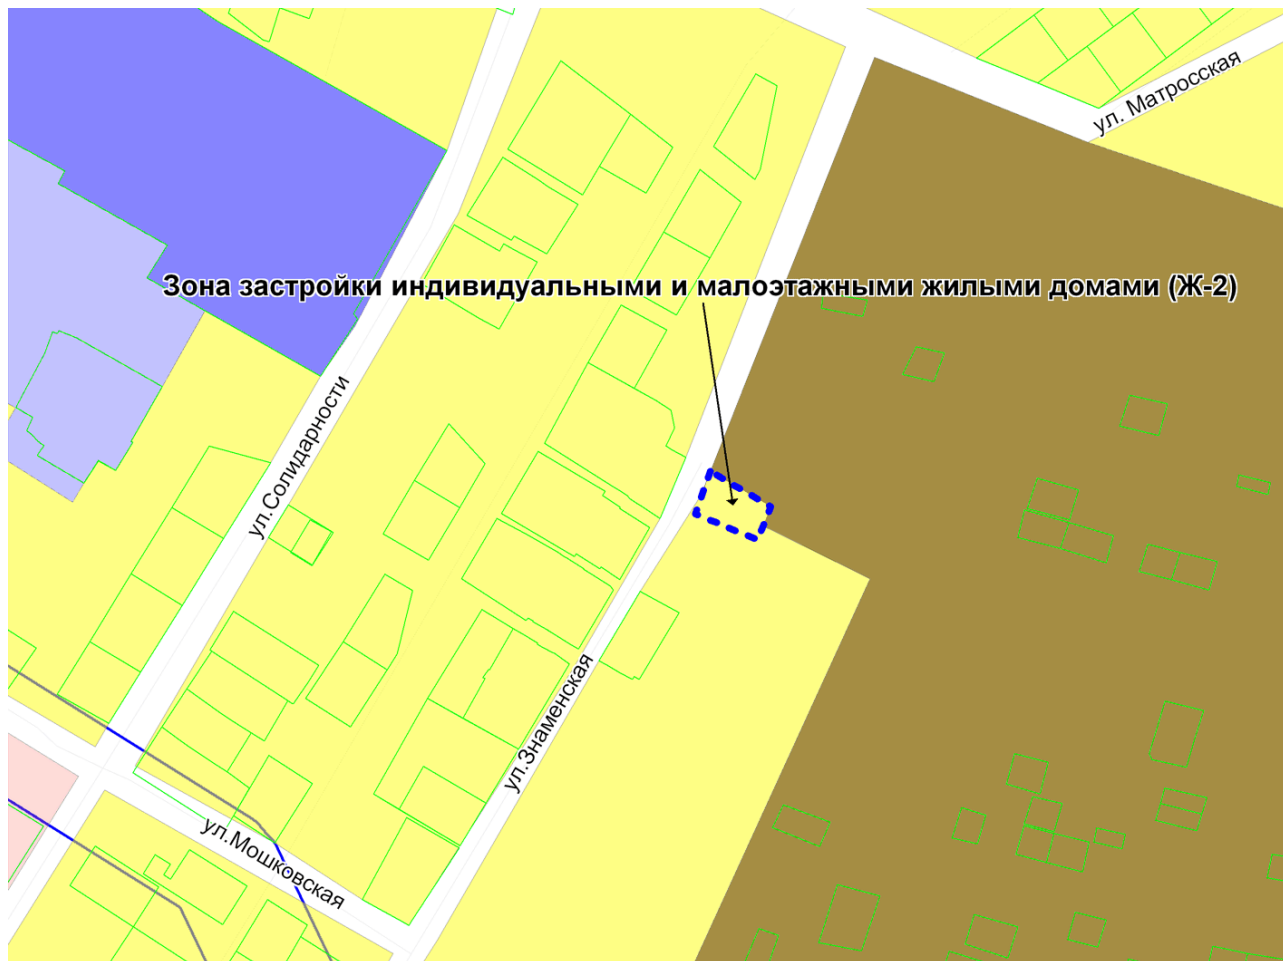 ул. Матросская
Зона застройки индивидуальными и малоэтажными жилыми домами (Ж-2)
ул.Солидарности
ул.Знаменская
ул.Мошковская